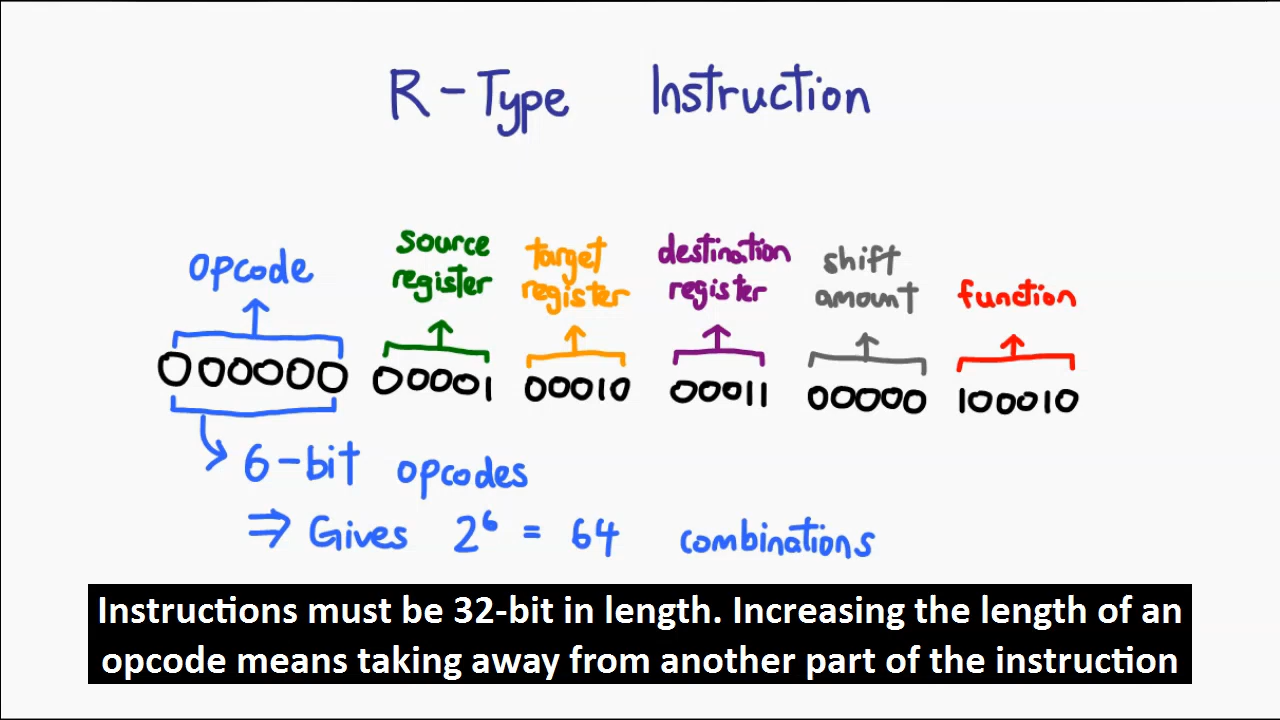 R-Type Instruction
opcode
source
register
target
register
destination
register
shift
amount
function
000000 00001 00010 00011 00000 100010
6-bit opcodes
⇒ Gives 2⁶ = 64 combinations
Instructions must be 32-bit in length. Increasing the length of an
opcode means taking away from another part of the instruction